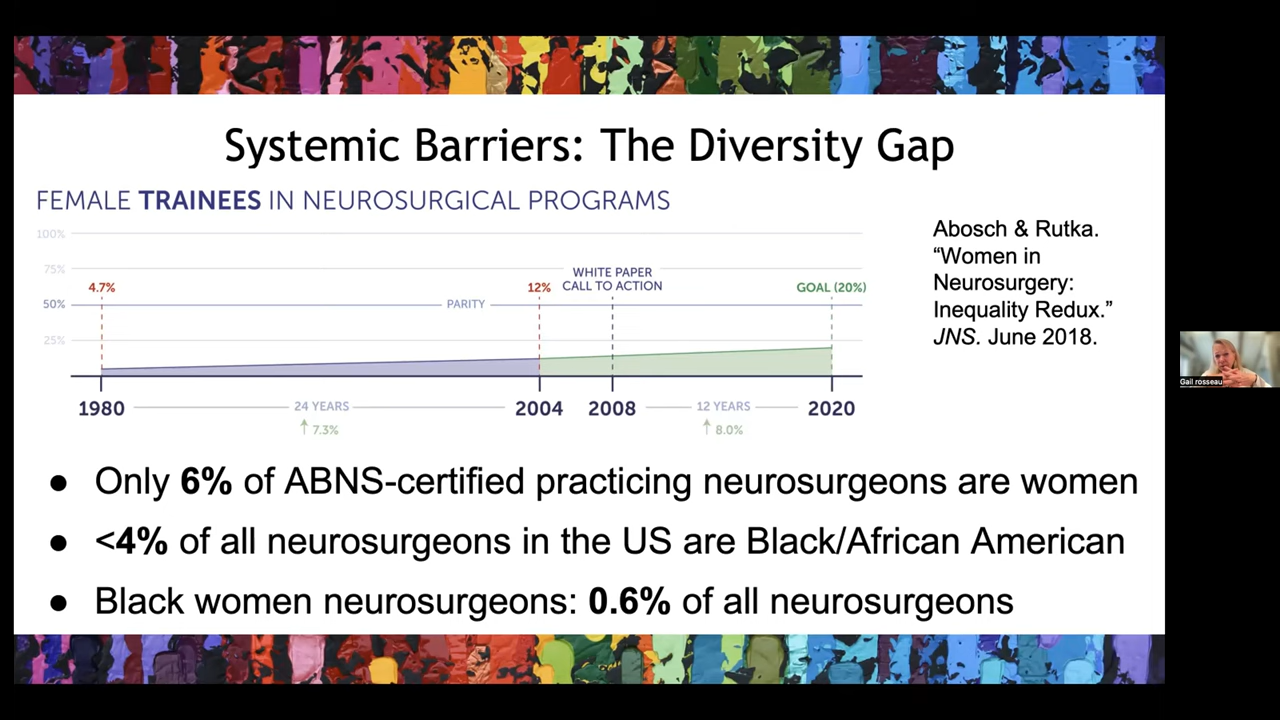 Systemic Barriers: The Diversity Gap
FEMALE TRAINEES IN NEUROSURGICAL PROGRAMS
100%
75%
50%
25%
4.7%
PARITY
12%
WHITE PAPER
CALL TO ACTION
GOAL (20%)
1980
24 YEARS
↑ 7.3%
2004
2008
12 YEARS
↑ 8.0%
2020
Abosch & Rutka.
“Women in
Neurosurgery:
Inequality Redux.”
JNS. June 2018.
● Only 6% of ABNS-certified practicing neurosurgeons are women
● <4% of all neurosurgeons in the US are Black/African American
● Black women neurosurgeons: 0.6% of all neurosurgeons
Gail rosseau